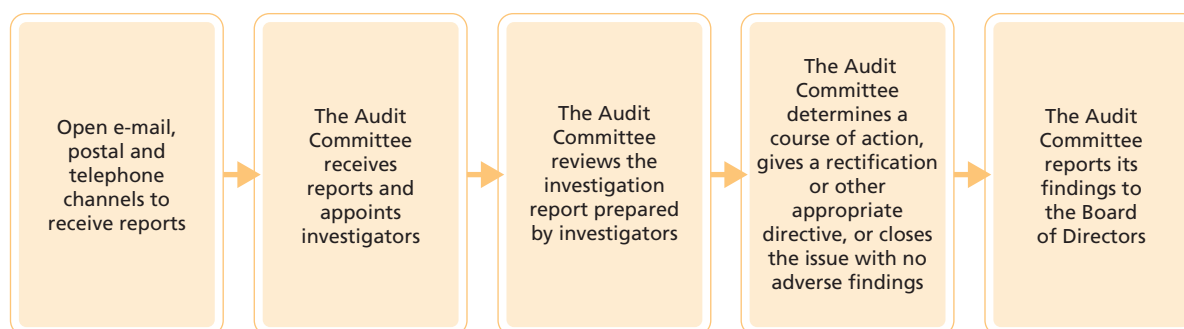 Open e-mail,
postal and
telephone
channels to
receive reports
The Audit
Committee
receives
reports and
appoints
investigators
The Audit
Committee
reviews the
investigation
report prepared
by investigators
The Audit
Committee
determines a
course of action,
gives a rectification
or other
appropriate
directive, or closes
the issue with no
adverse findings
The Audit
Committee
reports its
findings to
the Board
of Directors